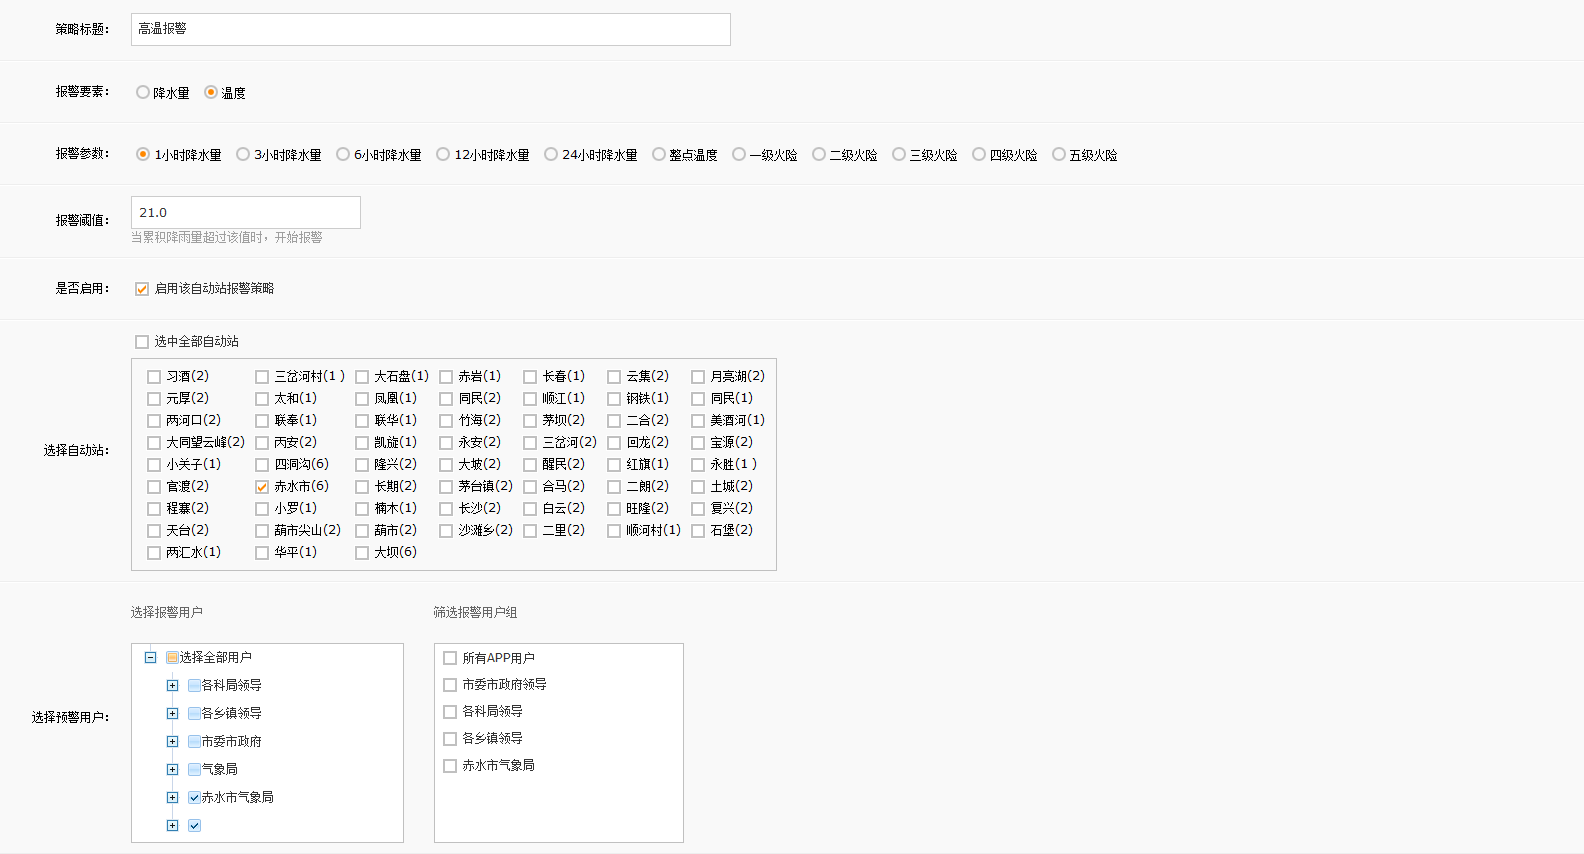 策略标题： 高温报警
报警要素： 降水量 温度
报警参数： 1小时降水量 3小时降水量 6小时降水量 12小时降水量 24小时降水量 整点温度 一级火险 二级火险 三级火险 四级火险 五级火险
报警阈值： 21.0
当累积降雨量超过该值时，开始报警
是否启用： 启用该自动站报警策略
选中全部自动站
选择自动站：
习酒(2) 三岔河村(1 ) 大石盘(1) 赤岩(1) 长春(1) 云集(2) 月亮湖(2)
元厚(2) 太和(1) 凤凰(1) 同民(2) 顺江(1) 钢铁(1) 同民(1)
两河口(2) 联奉(1) 联华(1) 竹海(2) 茅坝(2) 二合(2) 美酒河(1)
大同望云峰(2) 丙安(2) 凯旋(1) 永安(2) 三岔河(2) 回龙(2) 宝源(2)
小关子(1) 四洞沟(6) 隆兴(2) 大坡(2) 醒民(2) 红旗(1) 永胜(1 )
官渡(2) 赤水市(6) 长期(2) 茅台镇(2) 合马(2) 二朗(2) 土城(2)
程寨(2) 小罗(1) 楠木(1) 长沙(2) 白云(2) 旺隆(2) 复兴(2)
天台(2) 葫市尖山(2) 葫市(2) 沙滩乡(2) 二里(2) 顺河村(1) 石堡(2)
两汇水(1) 华平(1) 大坝(6)
选择预警用户：
选择报警用户
选择全部用户
各科局领导
各乡镇领导
市委市政府
气象局
赤水市气象局
筛选报警用户组
所有APP用户
市委市政府领导
各科局领导
各乡镇领导
赤水市气象局